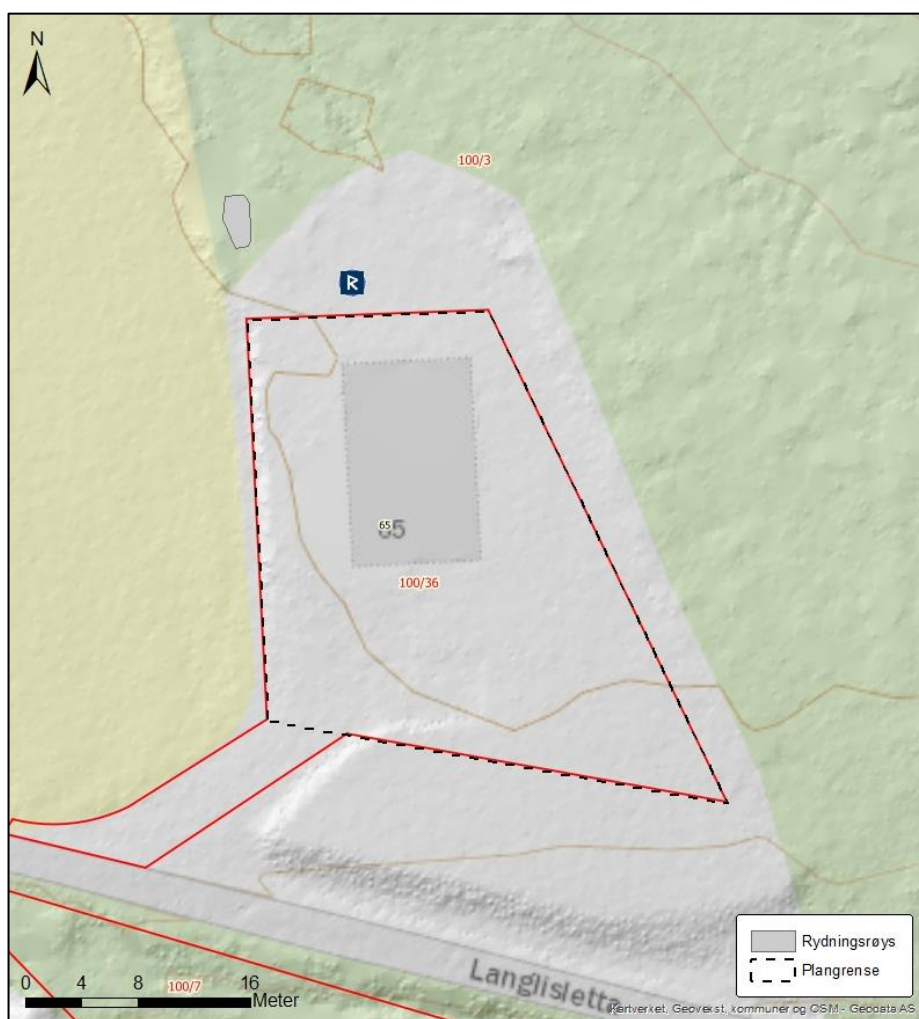 N
100/3
R
65
65
100/36
Langlisletta
Rydningsrøys
Plangrense
0 4 8 16
Meter
100/7
Kartverket, Geovekst, kommuner og OSM - Geodata AS